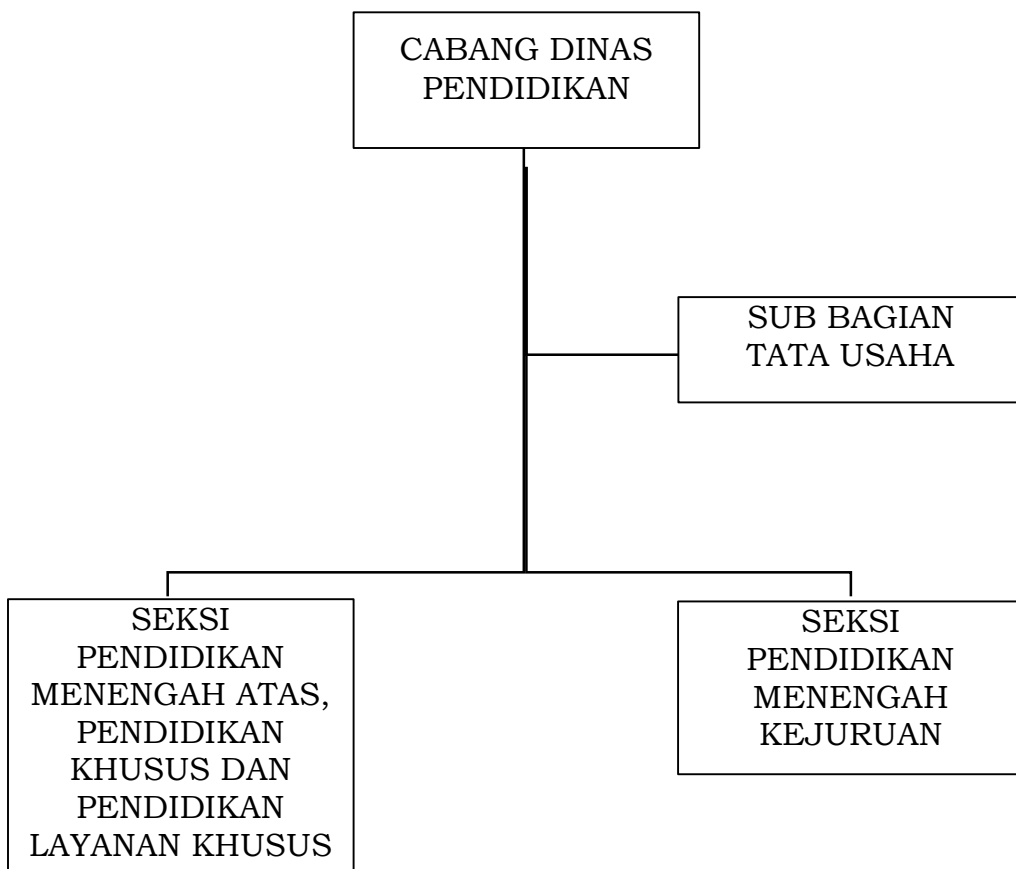 CABANG DINAS
PENDIDIKAN
SUB BAGIAN
TATA USAHA
SEKSI
PENDIDIKAN
MENENGAH ATAS,
PENDIDIKAN
KHUSUS DAN
PENDIDIKAN
LAYANAN KHUSUS
SEKSI
PENDIDIKAN
MENENGAH
KEJURUAN